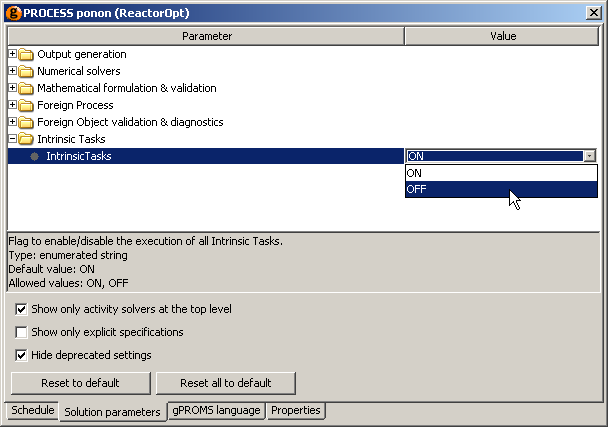 PROCESS ponon (ReactorOpt)
Parameter Value
Output generation
Numerical solvers
Mathematical formulation & validation
Foreign Process
Foreign Object validation & diagnostics
Intrinsic Tasks
IntrinsicTasks ON
ON
OFF
Flag to enable/disable the execution of all Intrinsic Tasks.
Type: enumerated string
Default value: ON
Allowed values: ON, OFF
Show only activity solvers at the top level
Show only explicit specifications
Hide deprecated settings
Reset to default Reset all to default
Schedule Solution parameters gPROMS language Properties